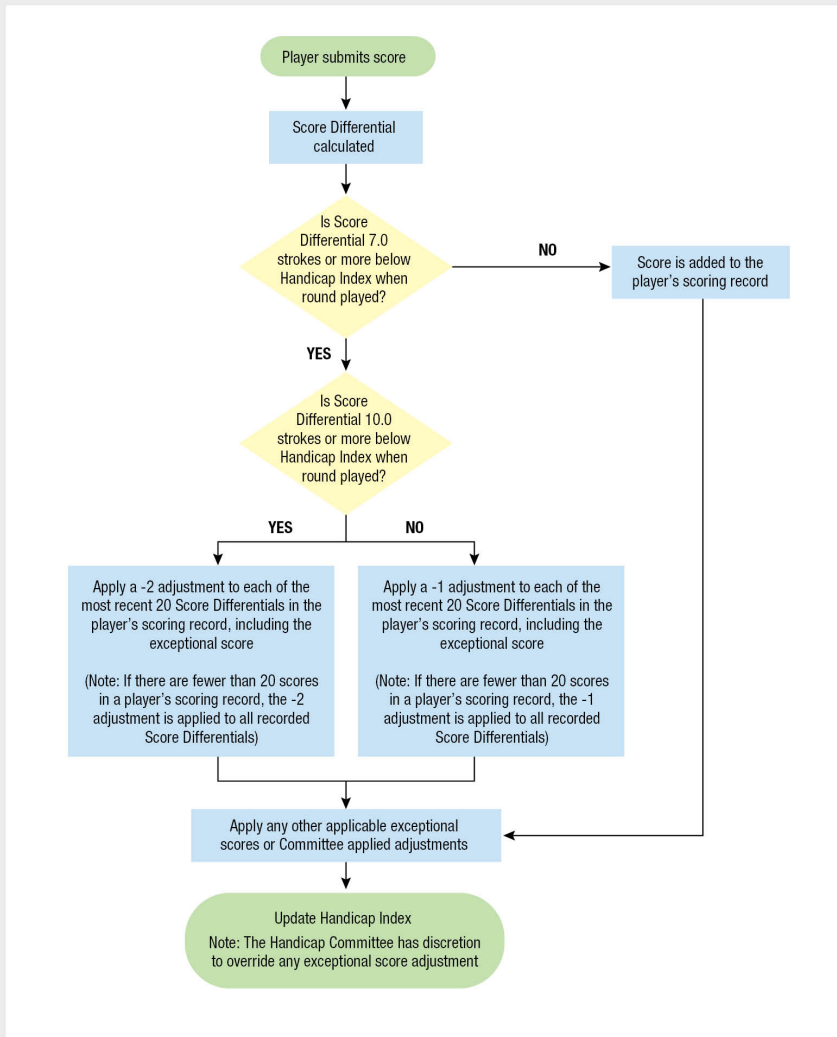 Player submits score
Score Differential
calculated
Is Score
Differential 7.0
strokes or more below
Handicap Index when
round played?
NO
Score is added to the
player's scoring record
YES
Is Score
Differential 10.0
strokes or more below
Handicap Index when
round played?
YES
NO
Apply a -2 adjustment to each of the
most recent 20 Score Differentials in the
player's scoring record, including the
exceptional score
(Note: If there are fewer than 20 scores
in a player's scoring record, the -2
adjustment is applied to all recorded
Score Differentials)
Apply a -1 adjustment to each of the
most recent 20 Score Differentials in the
player's scoring record, including the
exceptional score
(Note: If there are fewer than 20 scores
in a player's scoring record, the -1
adjustment is applied to all recorded
Score Differentials)
Apply any other applicable exceptional
scores or Committee applied adjustments
Update Handicap Index
Note: The Handicap Committee has discretion
to override any exceptional score adjustment